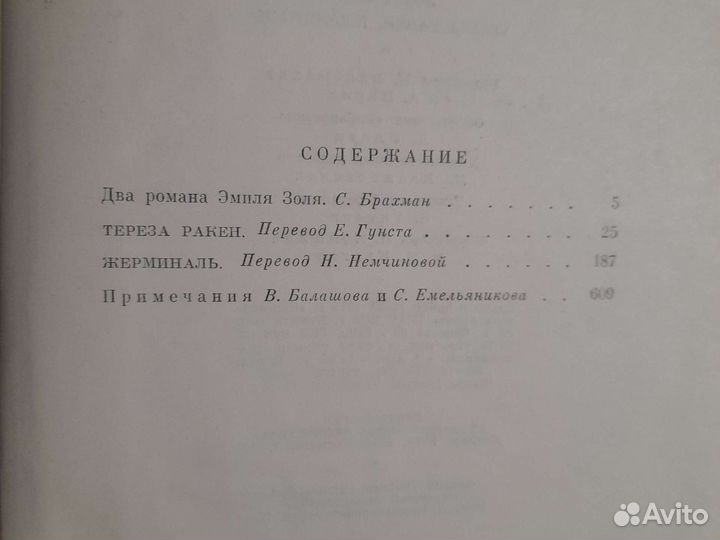 СОДЕРЖАНИЕ
Два романа Эмиля Золя. С. Брахман . . . . . . . . 5
ТЕРЕЗА РАКЕН. Перевод Е. Гунста . . . . . . . . . 25
ЖЕРМИНАЛЬ. Перевод Н. Немчиновой . . . . . . 187
Примечания В. Балашова и С. Емельяникова . . 609
Avito